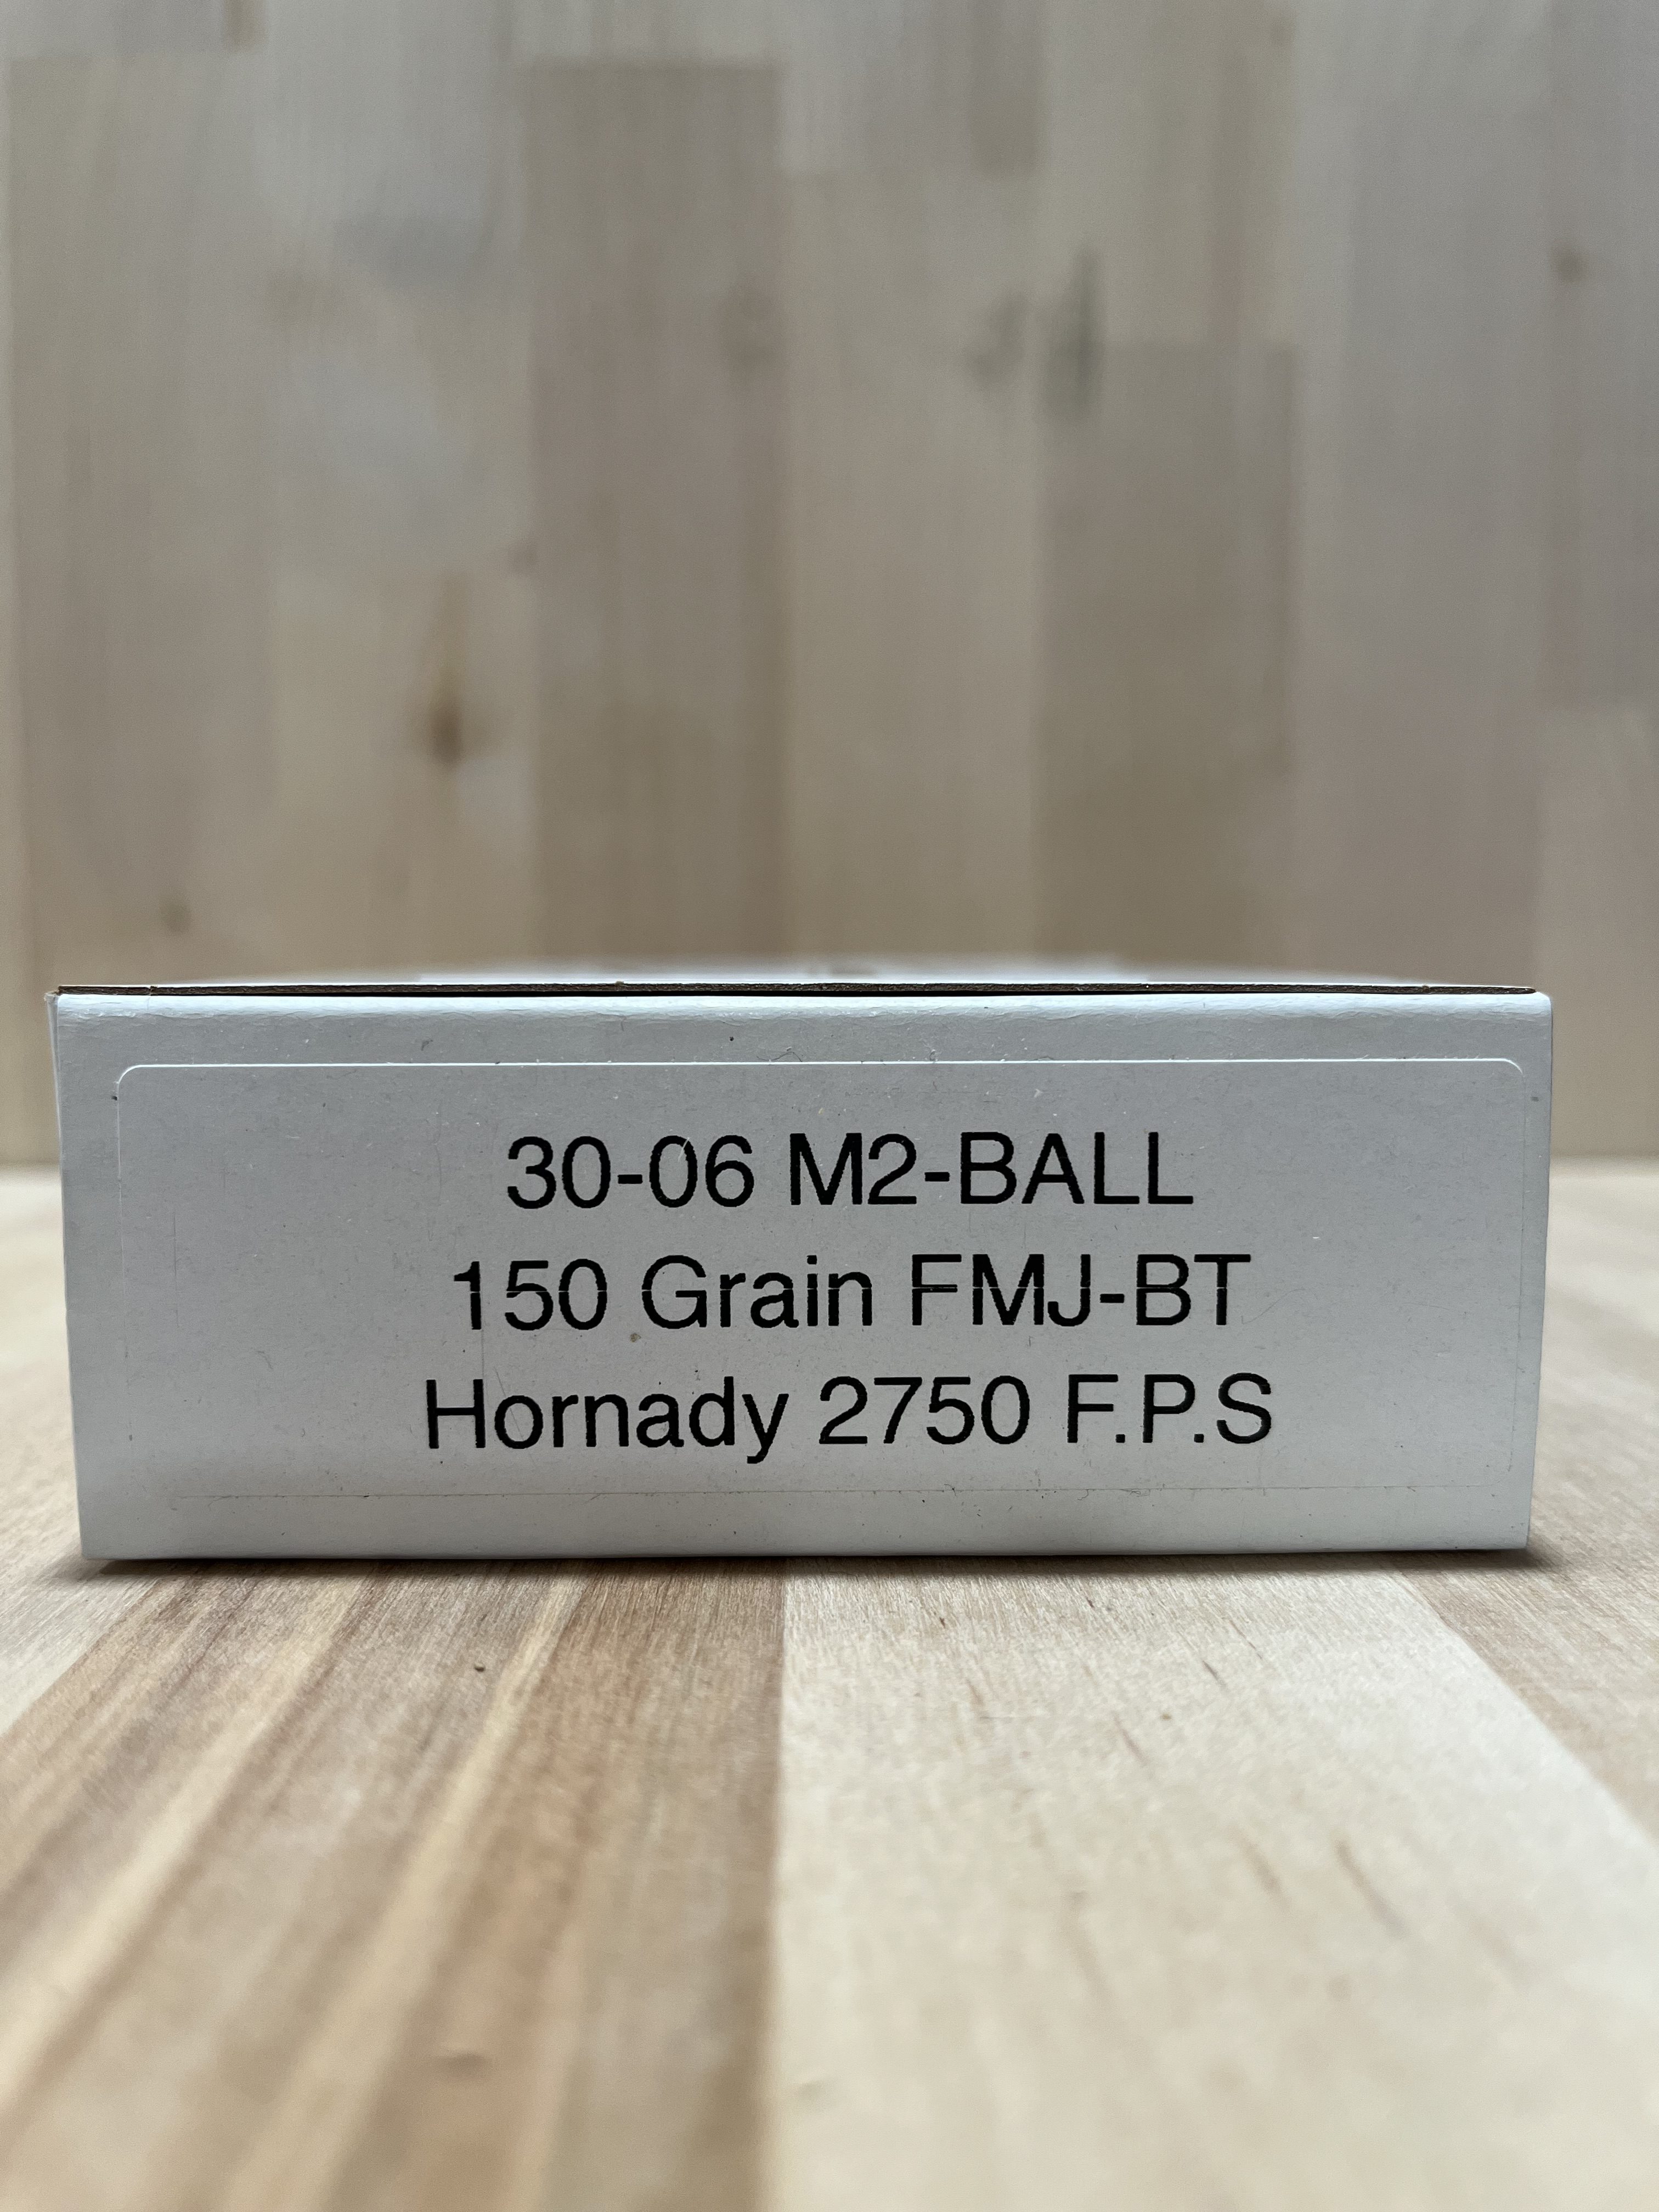 30-06 M2-BALL
150 Grain FMJ-BT
Hornady 2750 F.P.S